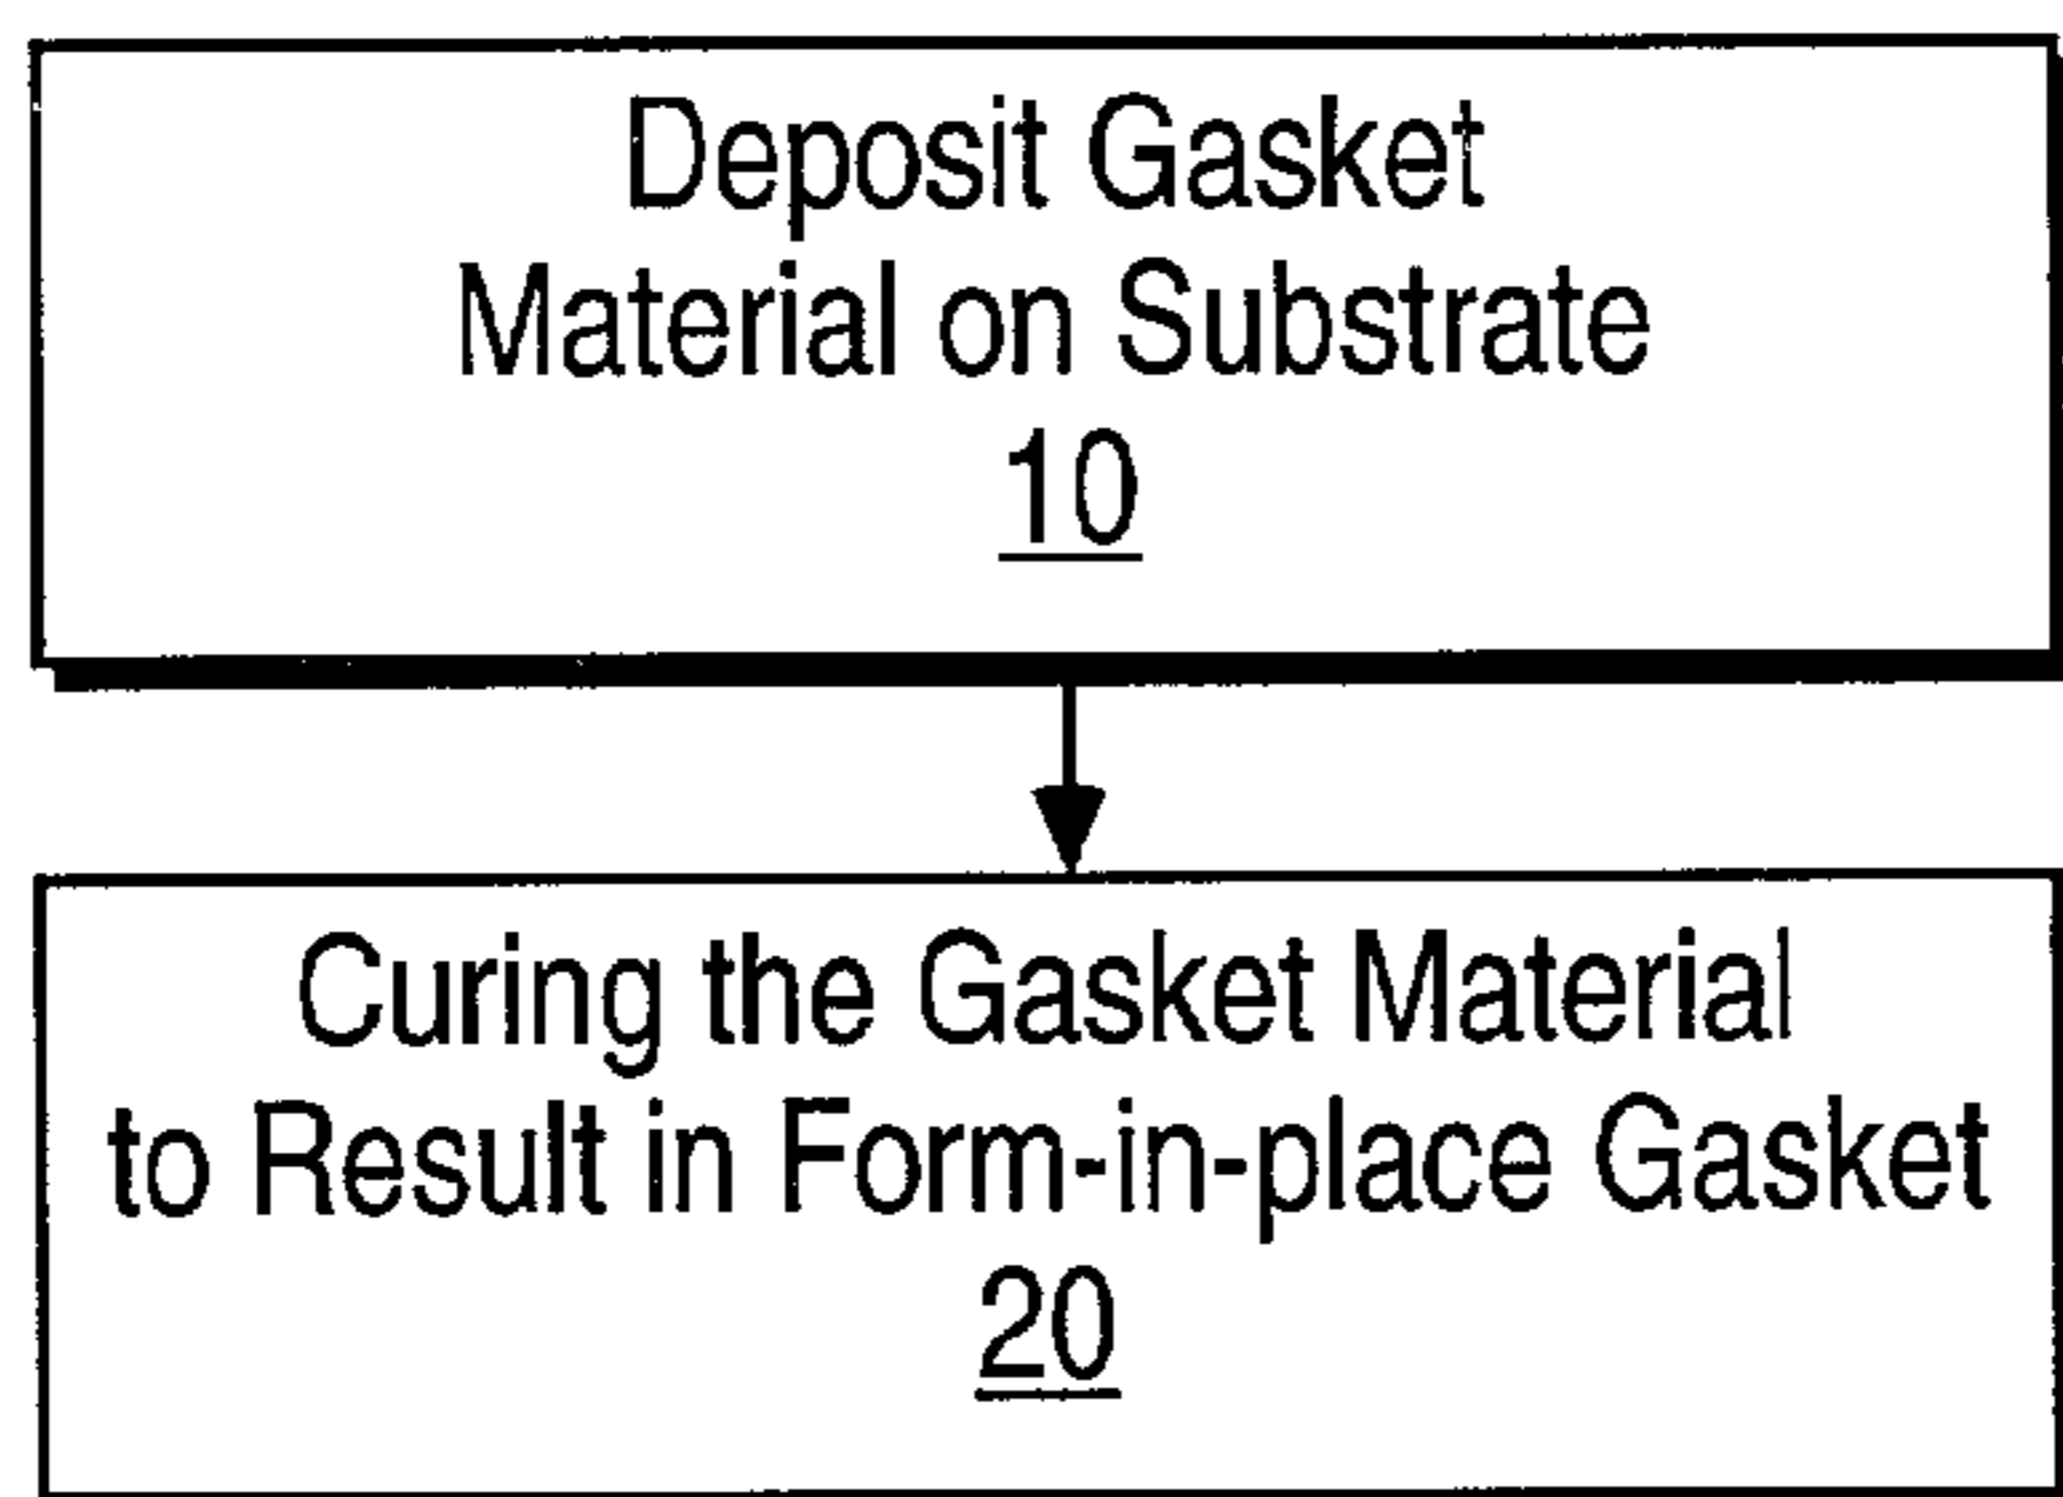 Deposit Gasket
Material on Substrate
10
Curing the Gasket Material
to Result in Form-in-place Gasket
20